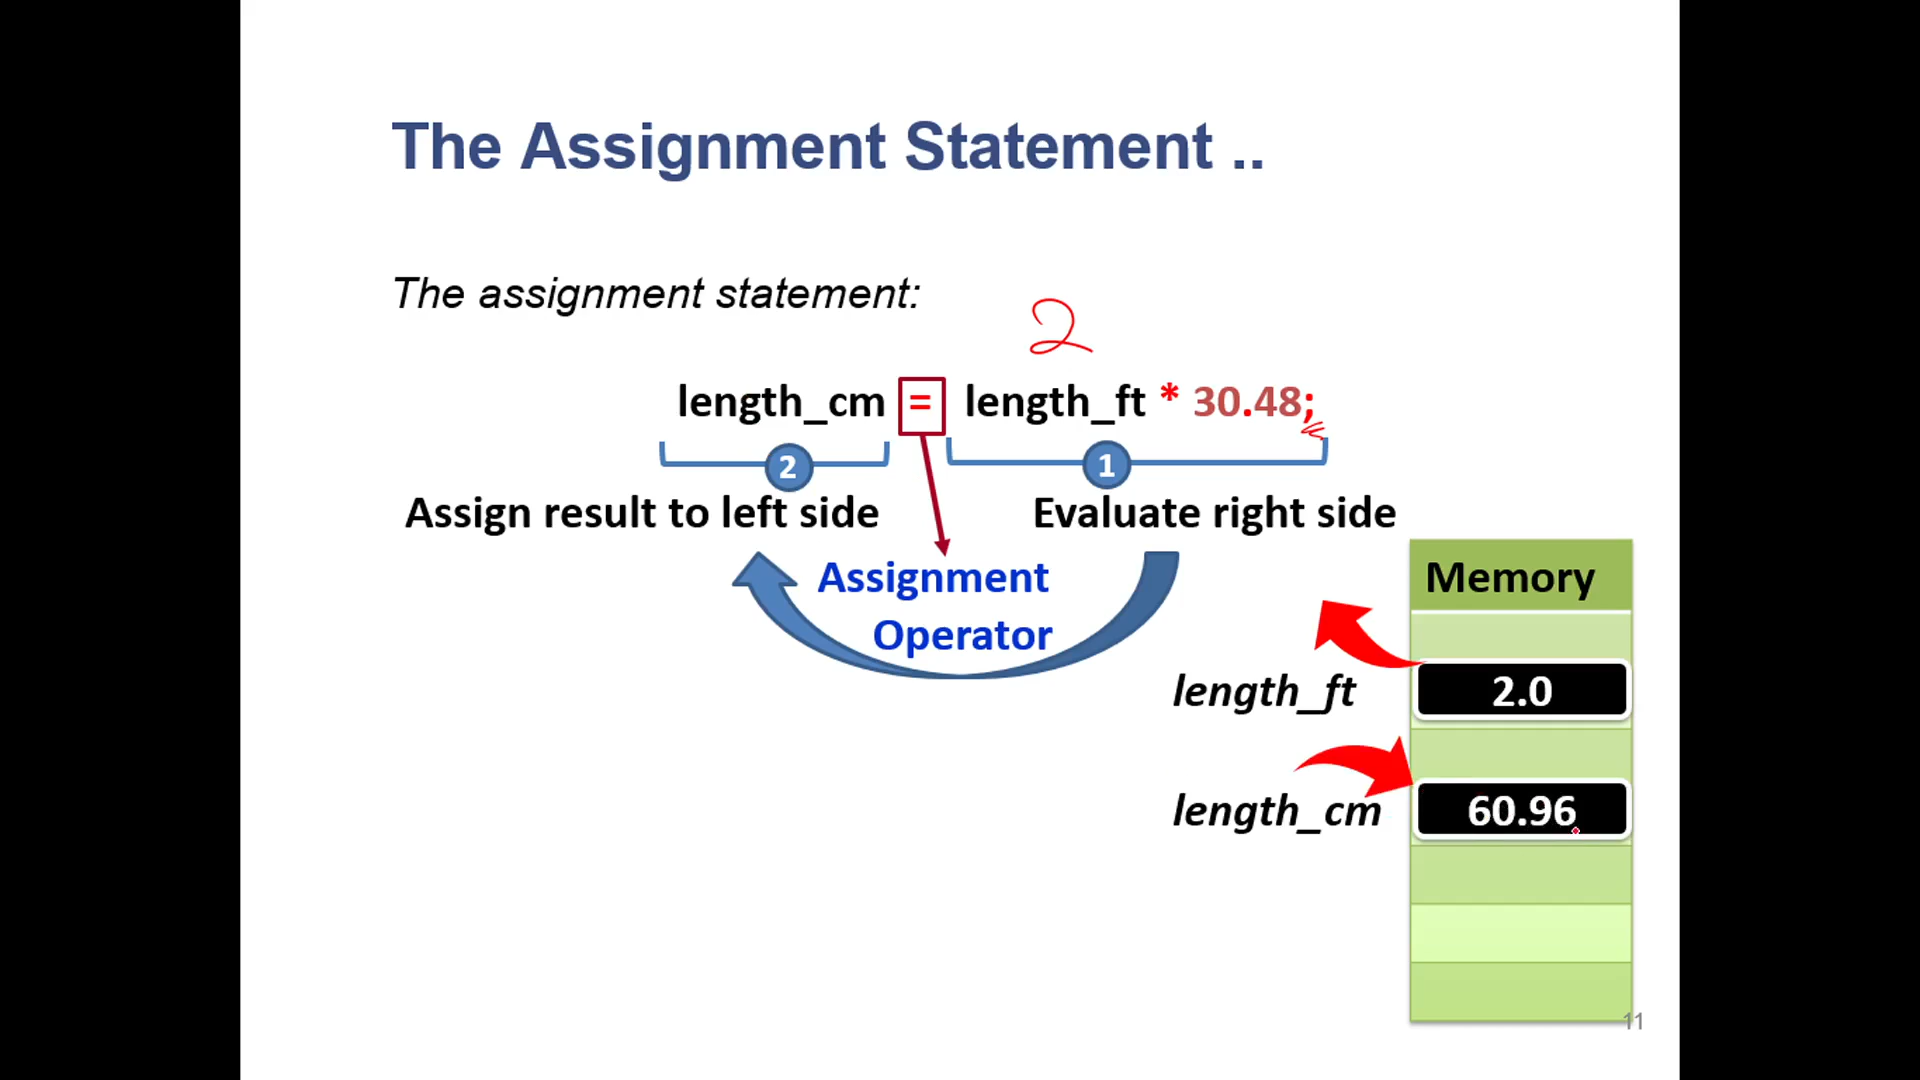 The Assignment Statement ..
The assignment statement:
2
length_cm = length_ft * 30.48;
2 1
Assign result to left side Evaluate right side
Assignment
Operator
Memory
length_ft 2.0
length_cm 60.96
11